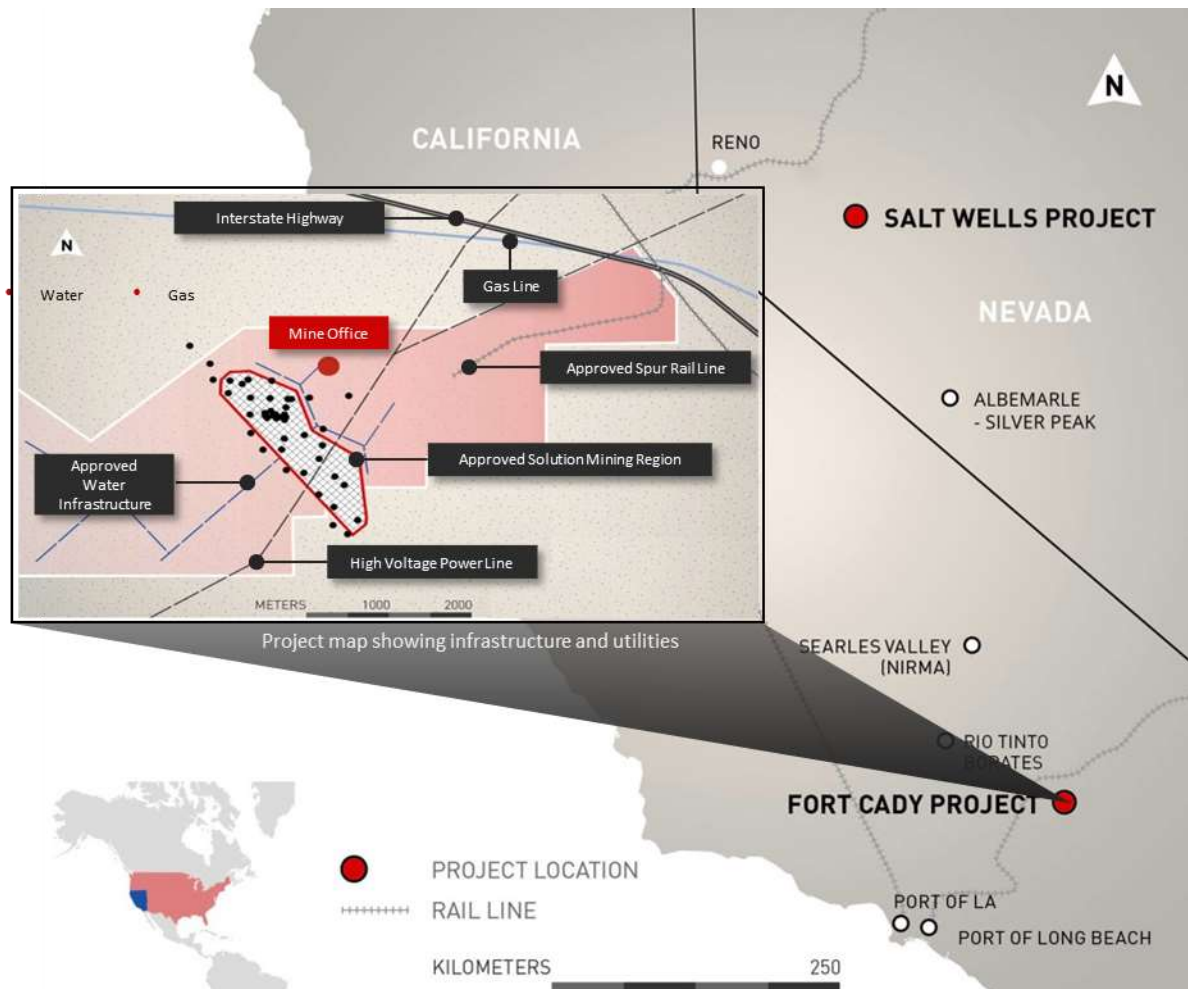 N
CALIFORNIA
RENO
SALT WELLS PROJECT
NEVADA
ALBEMARLE
- SILVER PEAK
Interstate Highway
N
Gas Line
Water
Gas
Mine Office
Approved Spur Rail Line
Approved
Water
Infrastructure
Approved Solution Mining Region
High Voltage Power Line
METERS 1000 2000
Project map showing infrastructure and utilities
SEARLES VALLEY
(NIRMA)
RIO TINTO
BORATES
FORT CADY PROJECT
PROJECT LOCATION
RAIL LINE
PORT OF LA
PORT OF LONG BEACH
KILOMETERS 250